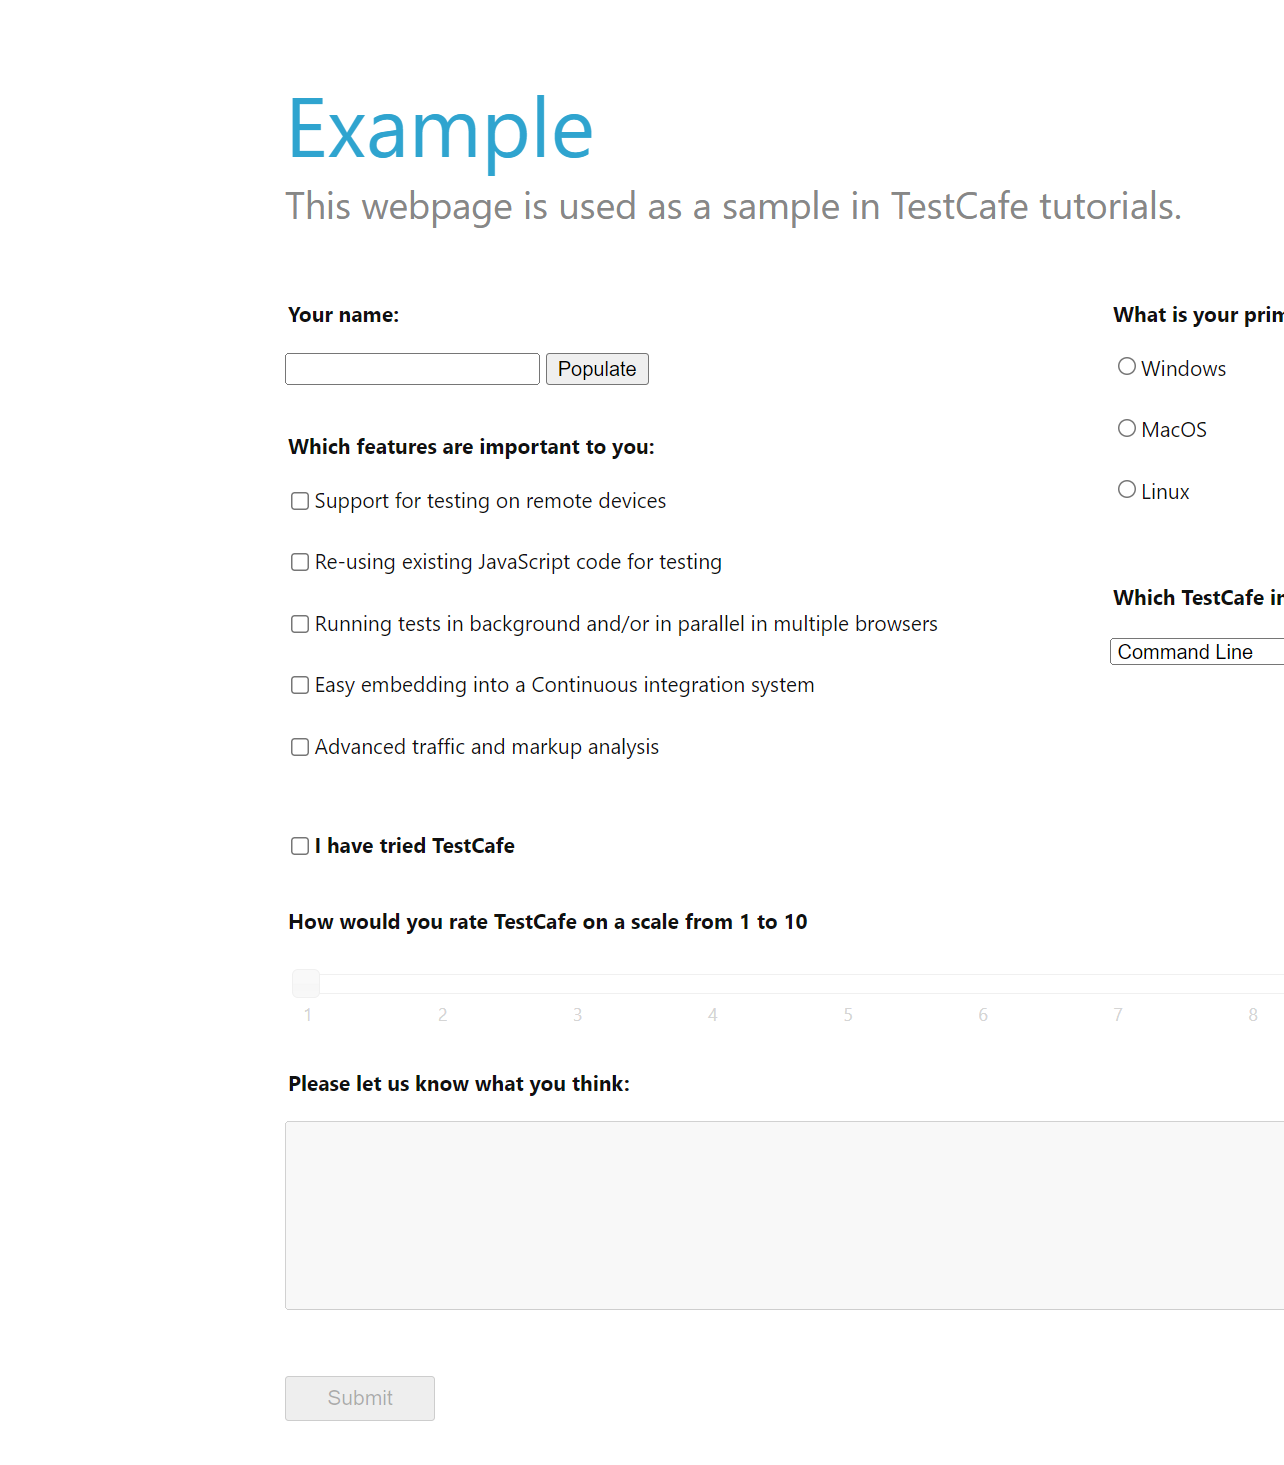 Example
This webpage is used as a sample in TestCafe tutorials.
Your name:
Populate
Which features are important to you:
Support for testing on remote devices
Re-using existing JavaScript code for testing
Running tests in background and/or in parallel in multiple browsers
Easy embedding into a Continuous integration system
Advanced traffic and markup analysis
What is your
Windows
MacOS
Linux
Which TestCafe
Command Line
I have tried TestCafe
How would you rate TestCafe on a scale from 1 to 10
1 2 3 4 5 6 7 8
Please let us know what you think:
Submit